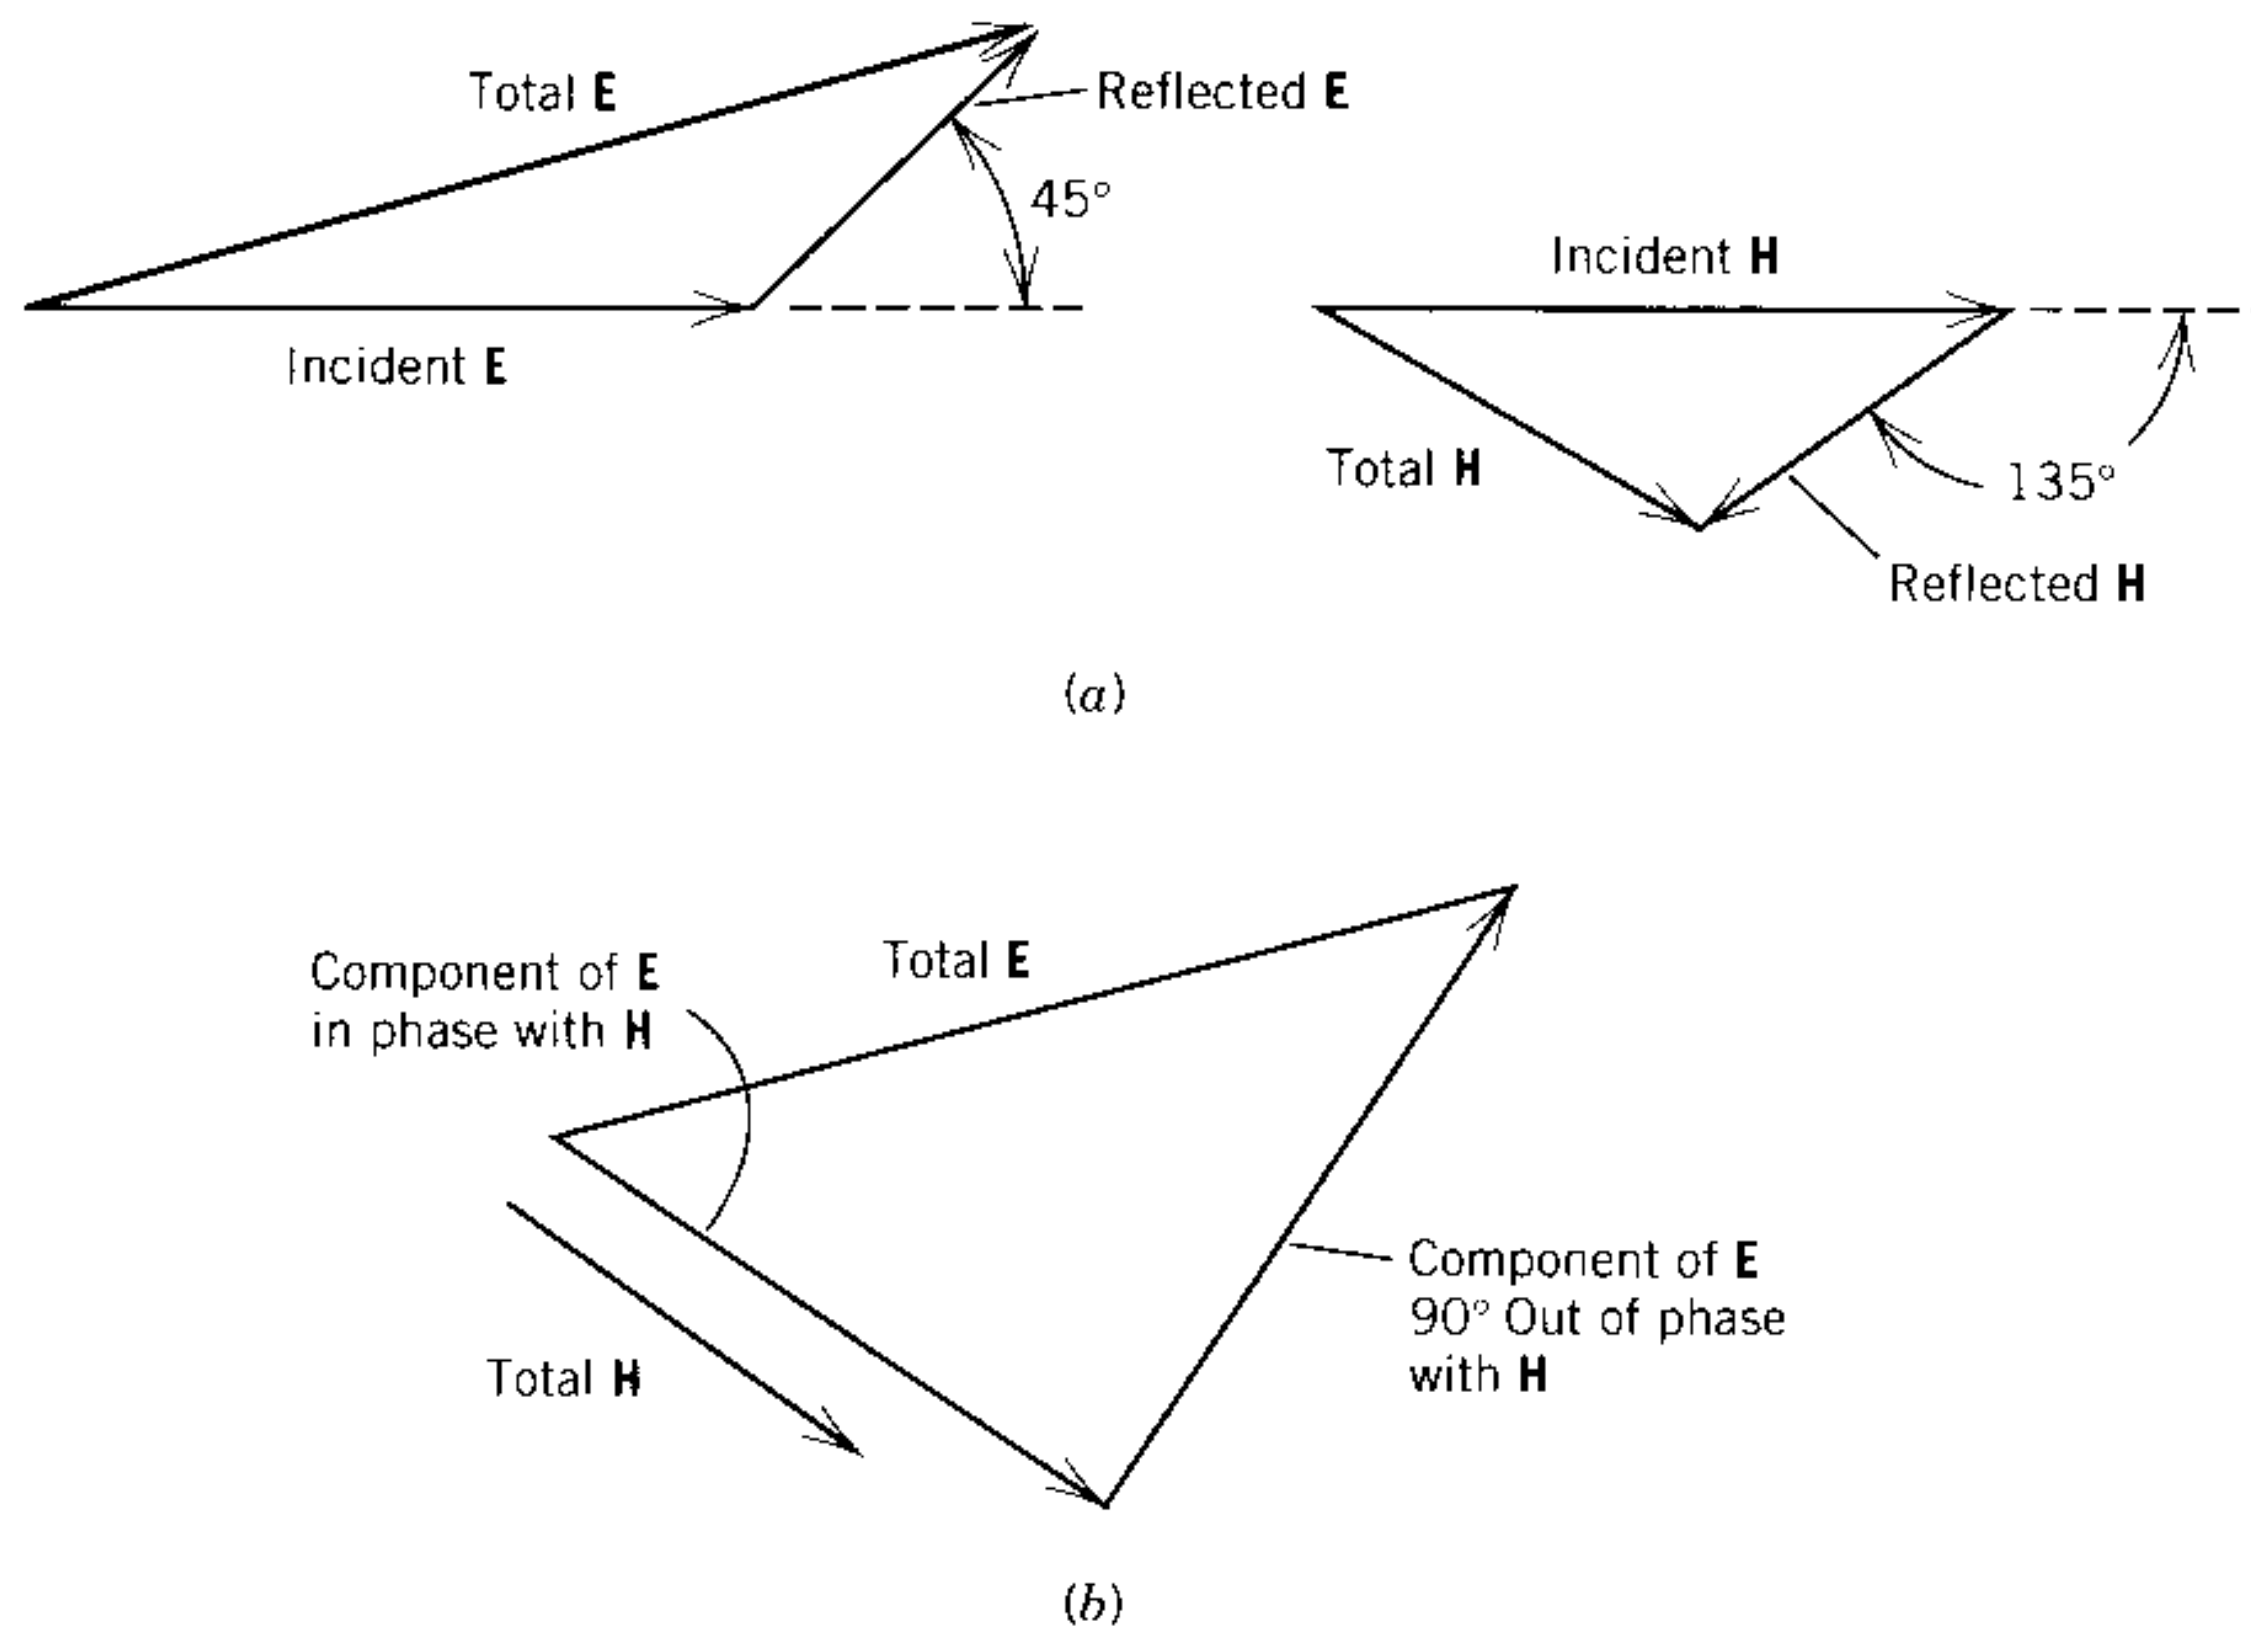 Total E
Reflected E
45°
Incident E
Incident H
Total H
135°
Reflected H
(a)
Component of E
in phase with H
Total E
Total H
Component of E
90° Out of phase
with H
(b)